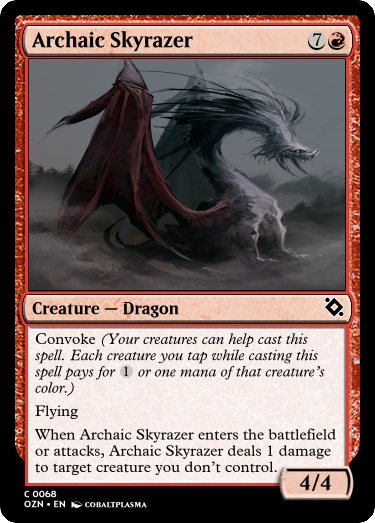 Archaic Skyrazer 7
Creature — Dragon
Convoke (Your creatures can help cast this
spell. Each creature you tap while casting this
spell pays for 1 or one mana of that creature's
color.)
Flying
When Archaic Skyrazer enters the battlefield
or attacks, Archaic Skyrazer deals 1 damage
to target creature you don't control.
4/4
C 0068
OZN • EN COBALTPLASMA